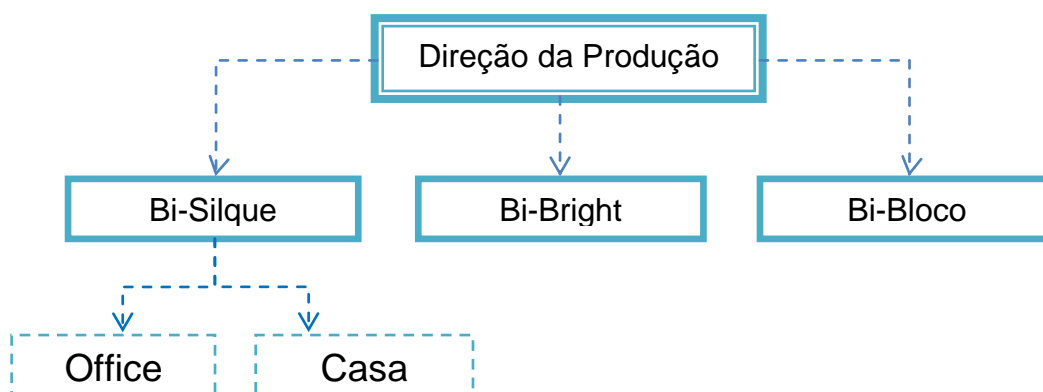 Direção da Produção
Bi-Silque
Bi-Bright
Bi-Bloco
Office
Casa